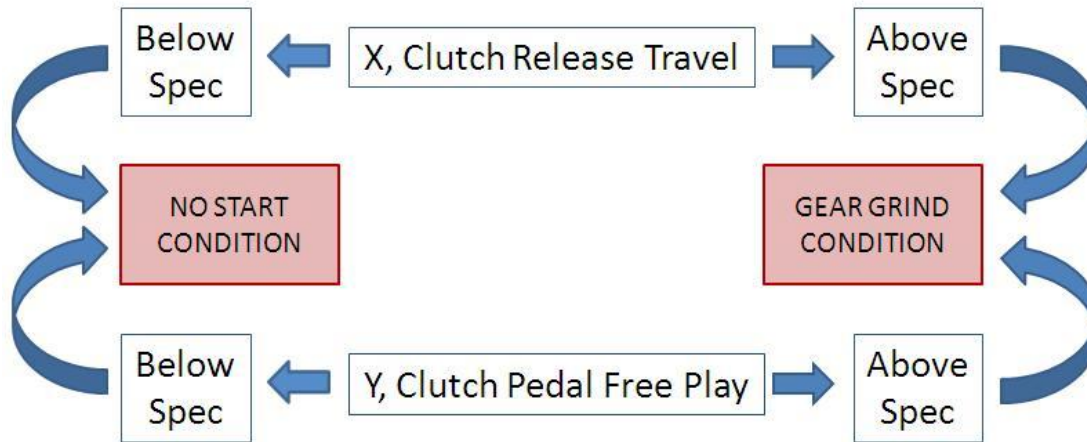 Below
Spec
X, Clutch Release Travel
Above
Spec
NO START
CONDITION
GEAR GRIND
CONDITION
Below
Spec
Y, Clutch Pedal Free Play
Above
Spec